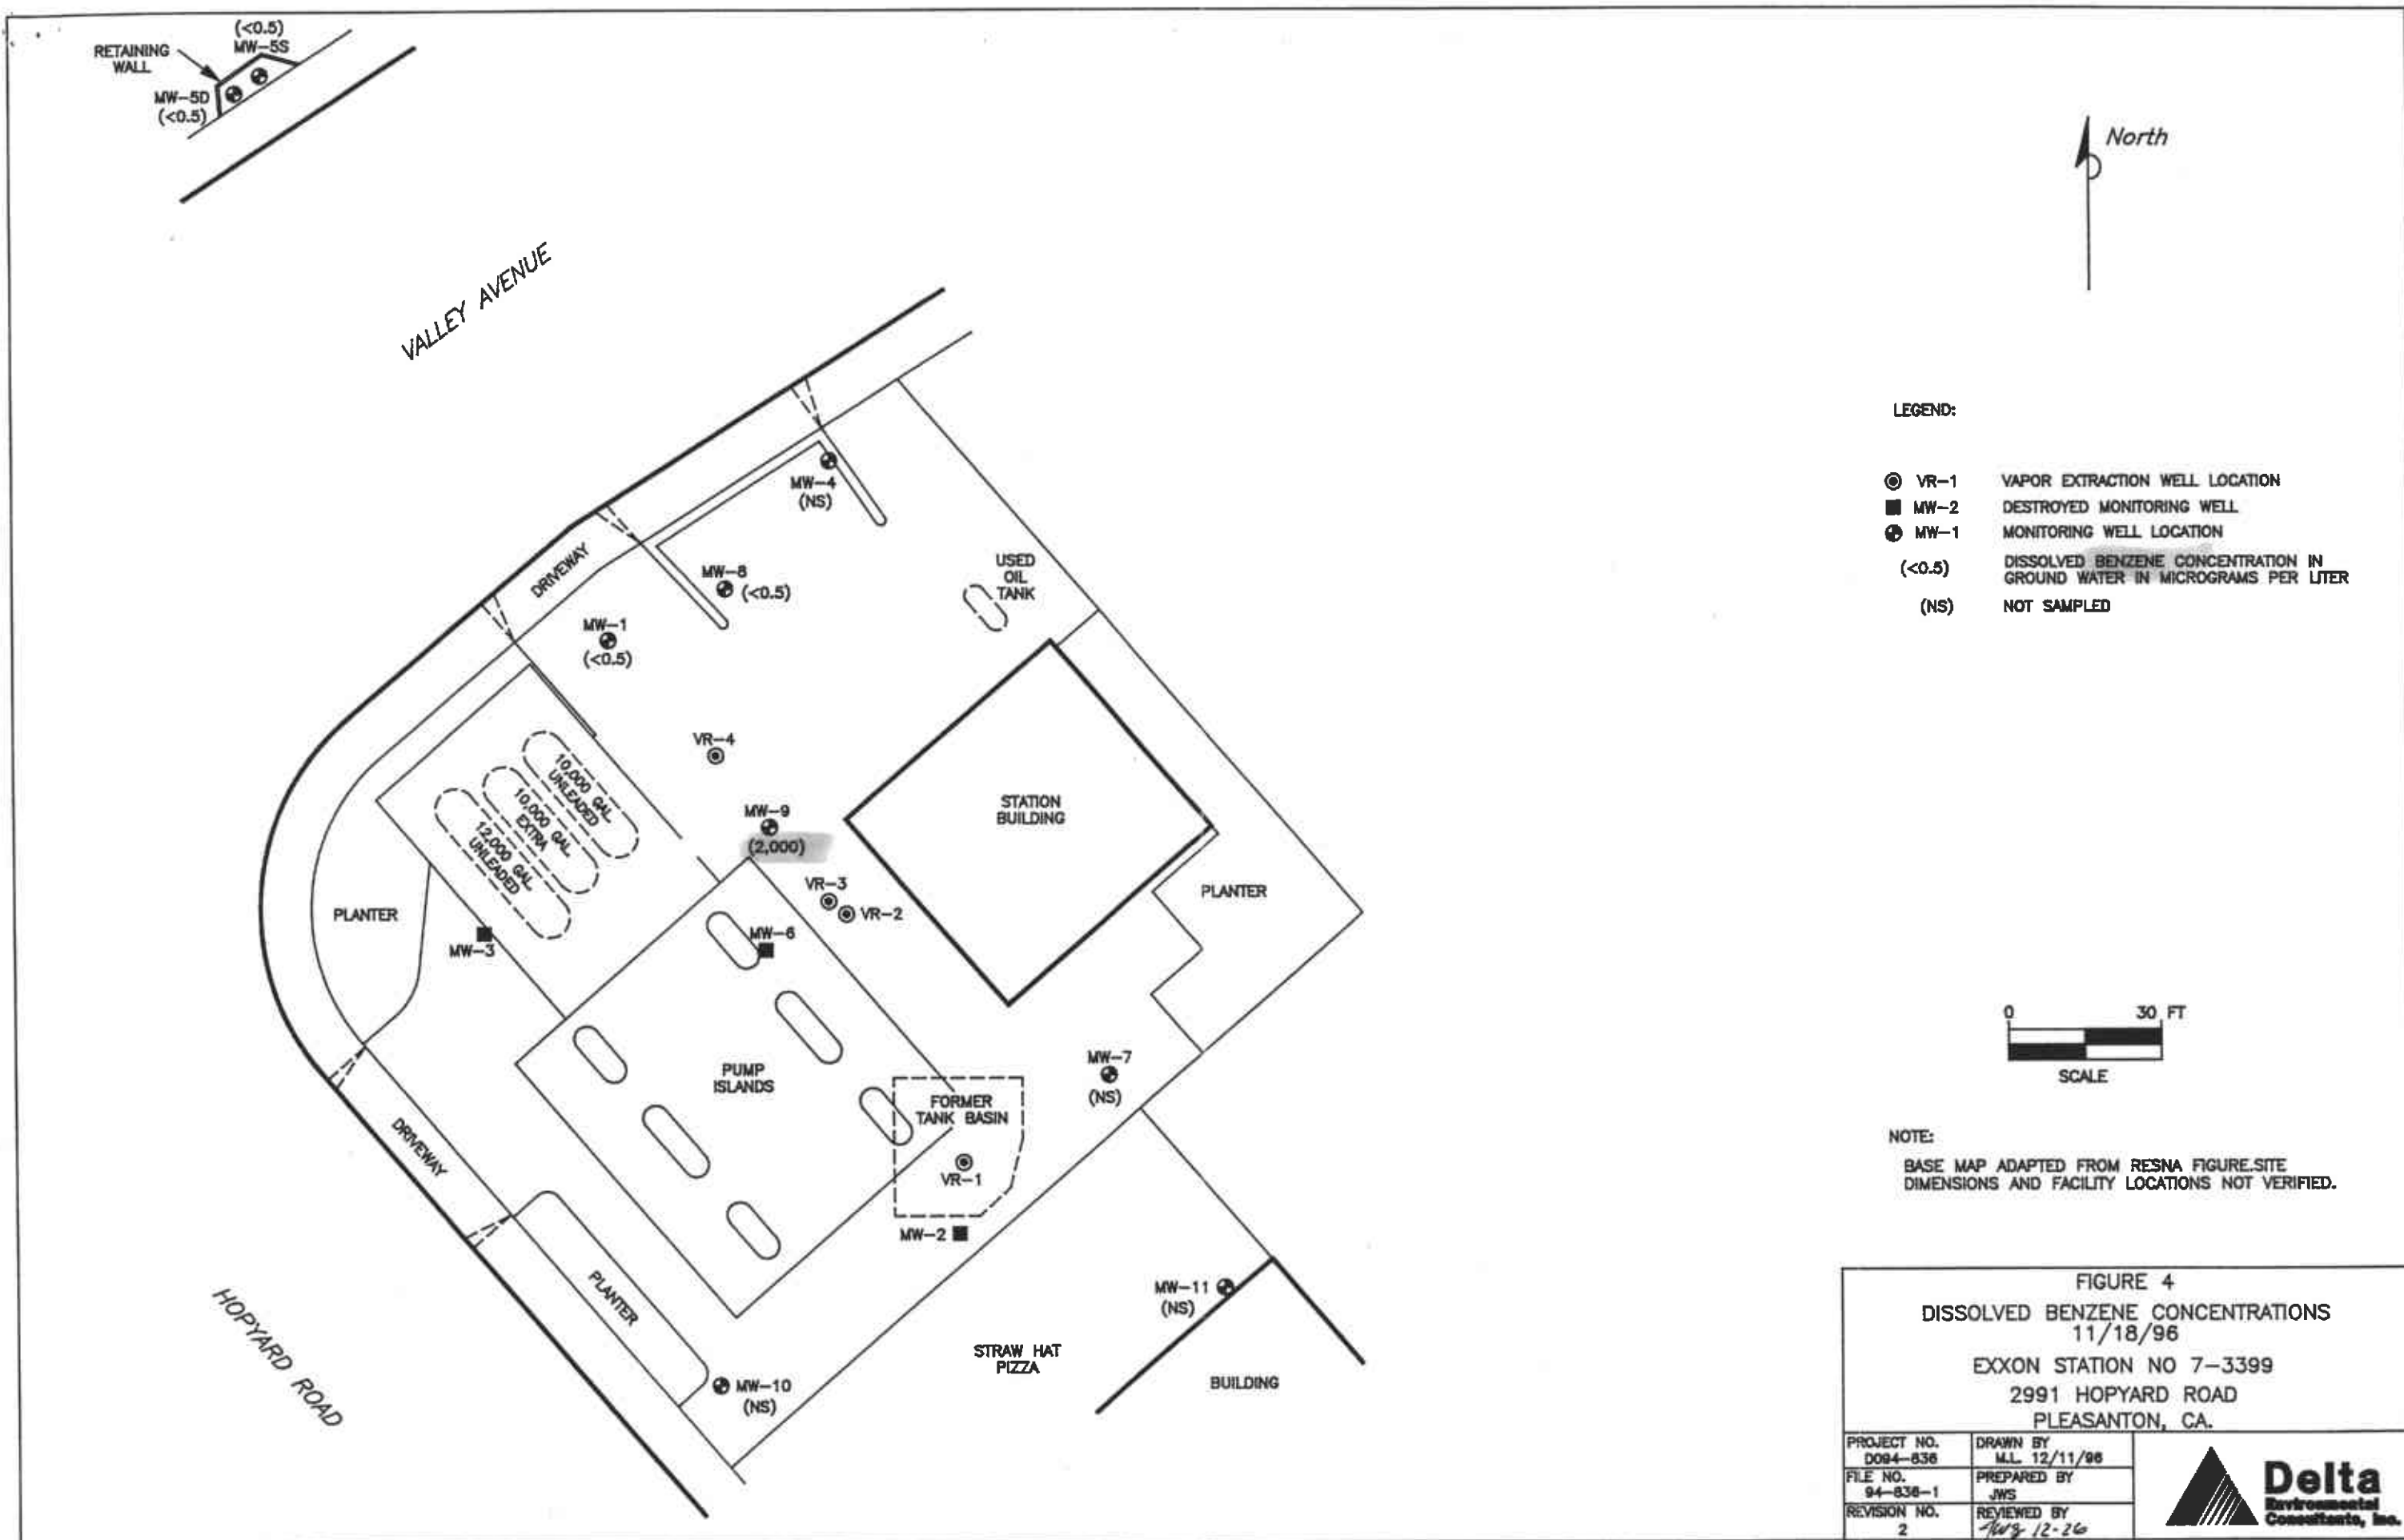 (<0.5)
MW-5S
RETAINING
WALL
MW-5D
(<0.5)
North
VALLEY AVENUE
MW-4
(NS)
DRIVEWAY
MW-8
(<0.5)
USED
OIL
TANK
MW-1
(<0.5)
VR-4
10,000 GAL.
UNLEADED
10,000 GAL.
EXTRA
12,000 GAL.
UNLEADED
MW-9
(2,000)
STATION
BUILDING
VR-3
VR-2
PLANTER
PLANTER
MW-3
MW-6
PUMP
ISLANDS
MW-7
(NS)
FORMER
TANK BASIN
VR-1
MW-2
DRIVEWAY
PLANTER
HOPYARD ROAD
MW-10
(NS)
MW-11
(NS)
STRAW HAT
PIZZA
BUILDING
LEGEND:
VR-1 VAPOR EXTRACTION WELL LOCATION
MW-2 DESTROYED MONITORING WELL
MW-1 MONITORING WELL LOCATION
(<0.5) DISSOLVED BENZENE CONCENTRATION IN
GROUND WATER IN MICROGRAMS PER LITER
(NS) NOT SAMPLED
0 30 FT
SCALE
NOTE:
BASE MAP ADAPTED FROM RESNA FIGURE.SITE
DIMENSIONS AND FACILITY LOCATIONS NOT VERIFIED.
FIGURE 4
DISSOLVED BENZENE CONCENTRATIONS
11/18/96
EXXON STATION NO 7-3399
2991 HOPYARD ROAD
PLEASANTON, CA.
PROJECT NO.
D094-836
DRAWN BY
M.L. 12/11/96
FILE NO.
94-836-1
PREPARED BY
JWS
REVISION NO.
2
REVIEWED BY
12-26
Delta
Environmental
Consultants, Inc.